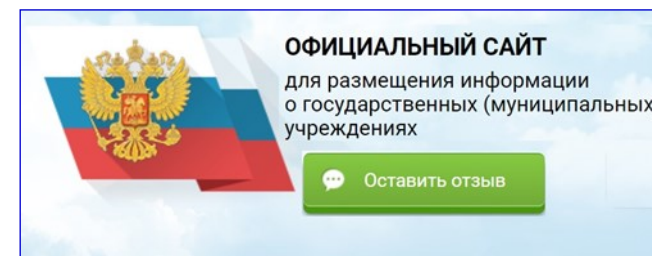 ОФИЦИАЛЬНЫЙ САЙТ
для размещения информации
о государственных (муниципальных
учреждениях
Оставить отзыв